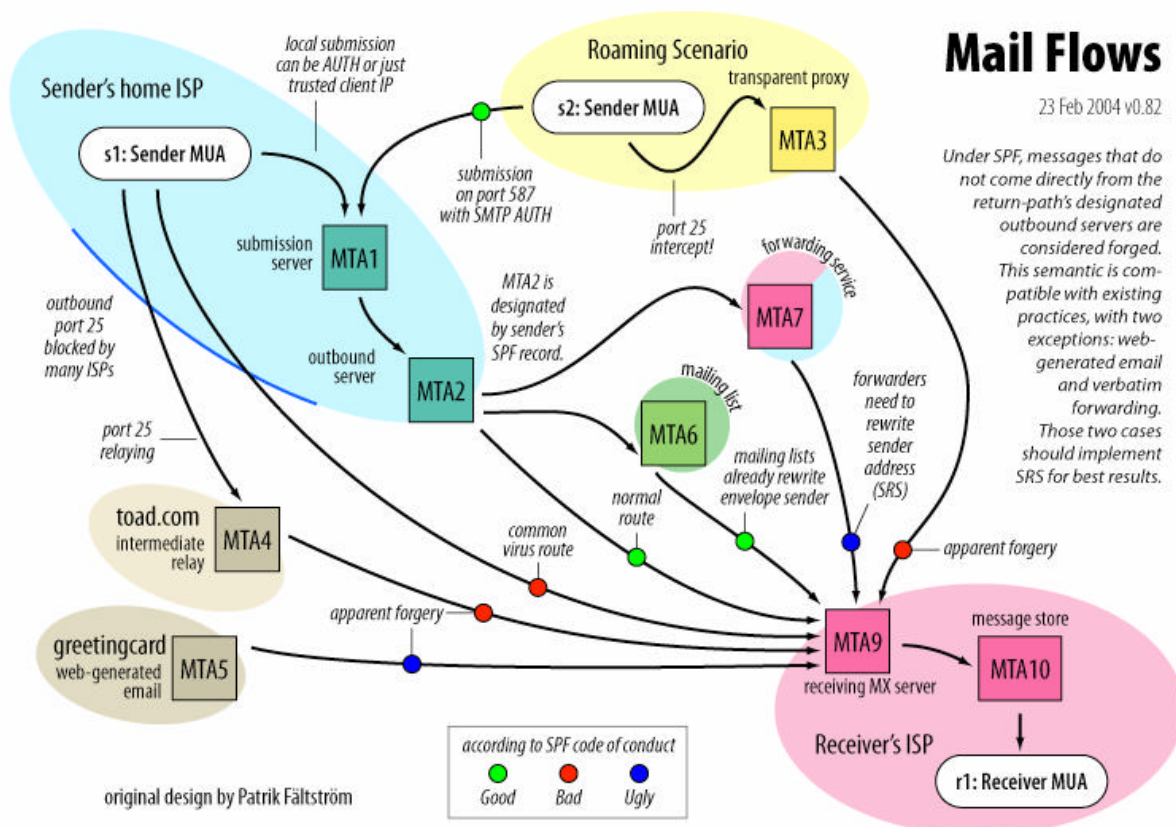 Mail Flows
23 Feb 2004 v0.82
Under SPF, messages that do
not come directly from the
return-path's designated
outbound servers are
considered forged.
This semantic is com-
patible with existing
practices, with two
exceptions: web-
generated email
and verbatim
forwarding.
Those two cases
should implement
SRS for best results.
local submission
can be AUTH or just
trusted client IP
Sender's home ISP
s1: Sender MUA
Roaming Scenario
transparent proxy
s2: Sender MUA
MTA3
submission
on port 587
with SMTP AUTH
port 25
intercept!
submission
server
MTA1
outbound
port 25
blocked by
many ISPs
outbound
server
MTA2
MTA2 is
designated
by sender's
SPF record.
forwarding service
MTA7
mailing list
MTA6
forwarders
need to
rewrite
sender
address
(SRS)
port 25
relaying
mailing lists
already rewrite
envelope sender
normal
route
common
virus route
toad.com
intermediate
relay
MTA4
apparent forgery
apparent forgery
greetingcard
web-generated
email
MTA5
MTA9
receiving MX server
message store
MTA10
Receiver's ISP
r1: Receiver MUA
according to SPF code of conduct
Good Bad Ugly
original design by Patrik Fältström